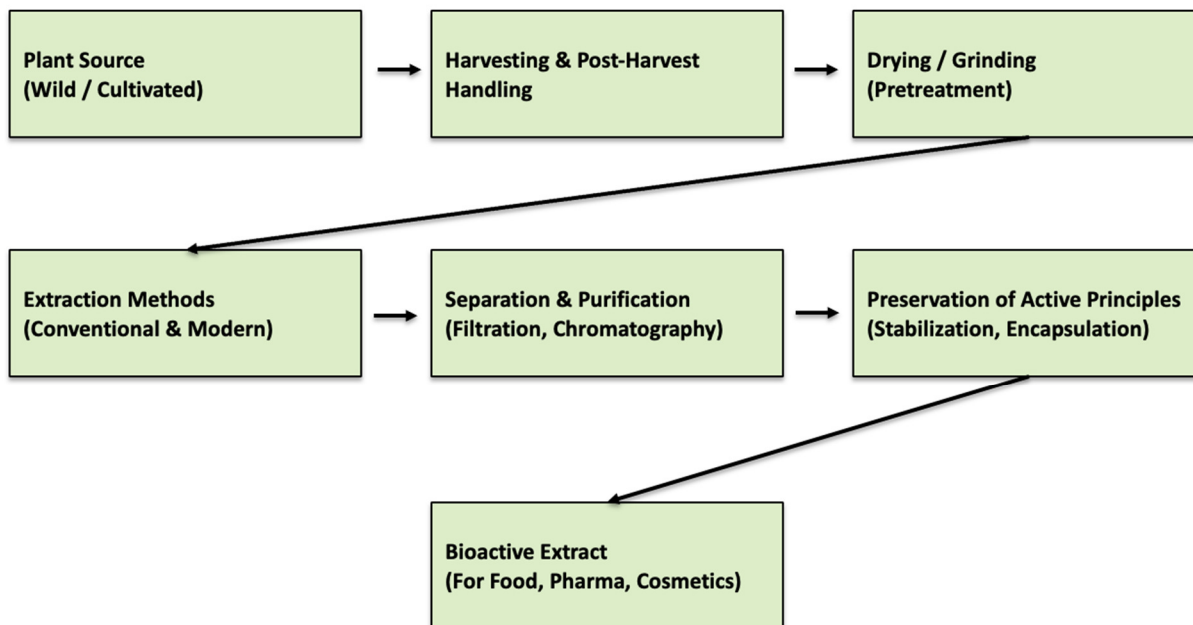 Plant Source
(Wild / Cultivated)
Harvesting & Post-Harvest
Handling
Drying / Grinding
(Pretreatment)
Extraction Methods
(Conventional & Modern)
Separation & Purification
(Filtration, Chromatography)
Preservation of Active Principles
(Stabilization, Encapsulation)
Bioactive Extract
(For Food, Pharma, Cosmetics)